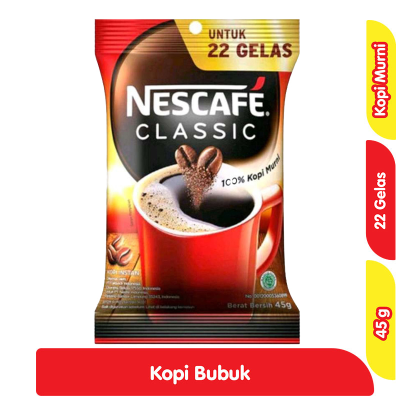 UNTUK
22 GELAS
NESCAFÉ.
CLASSIC
100% Kopi Murni
Berat Bersih 45g
Kopi Murni
22 Gelas
45 g
Kopi Bubuk